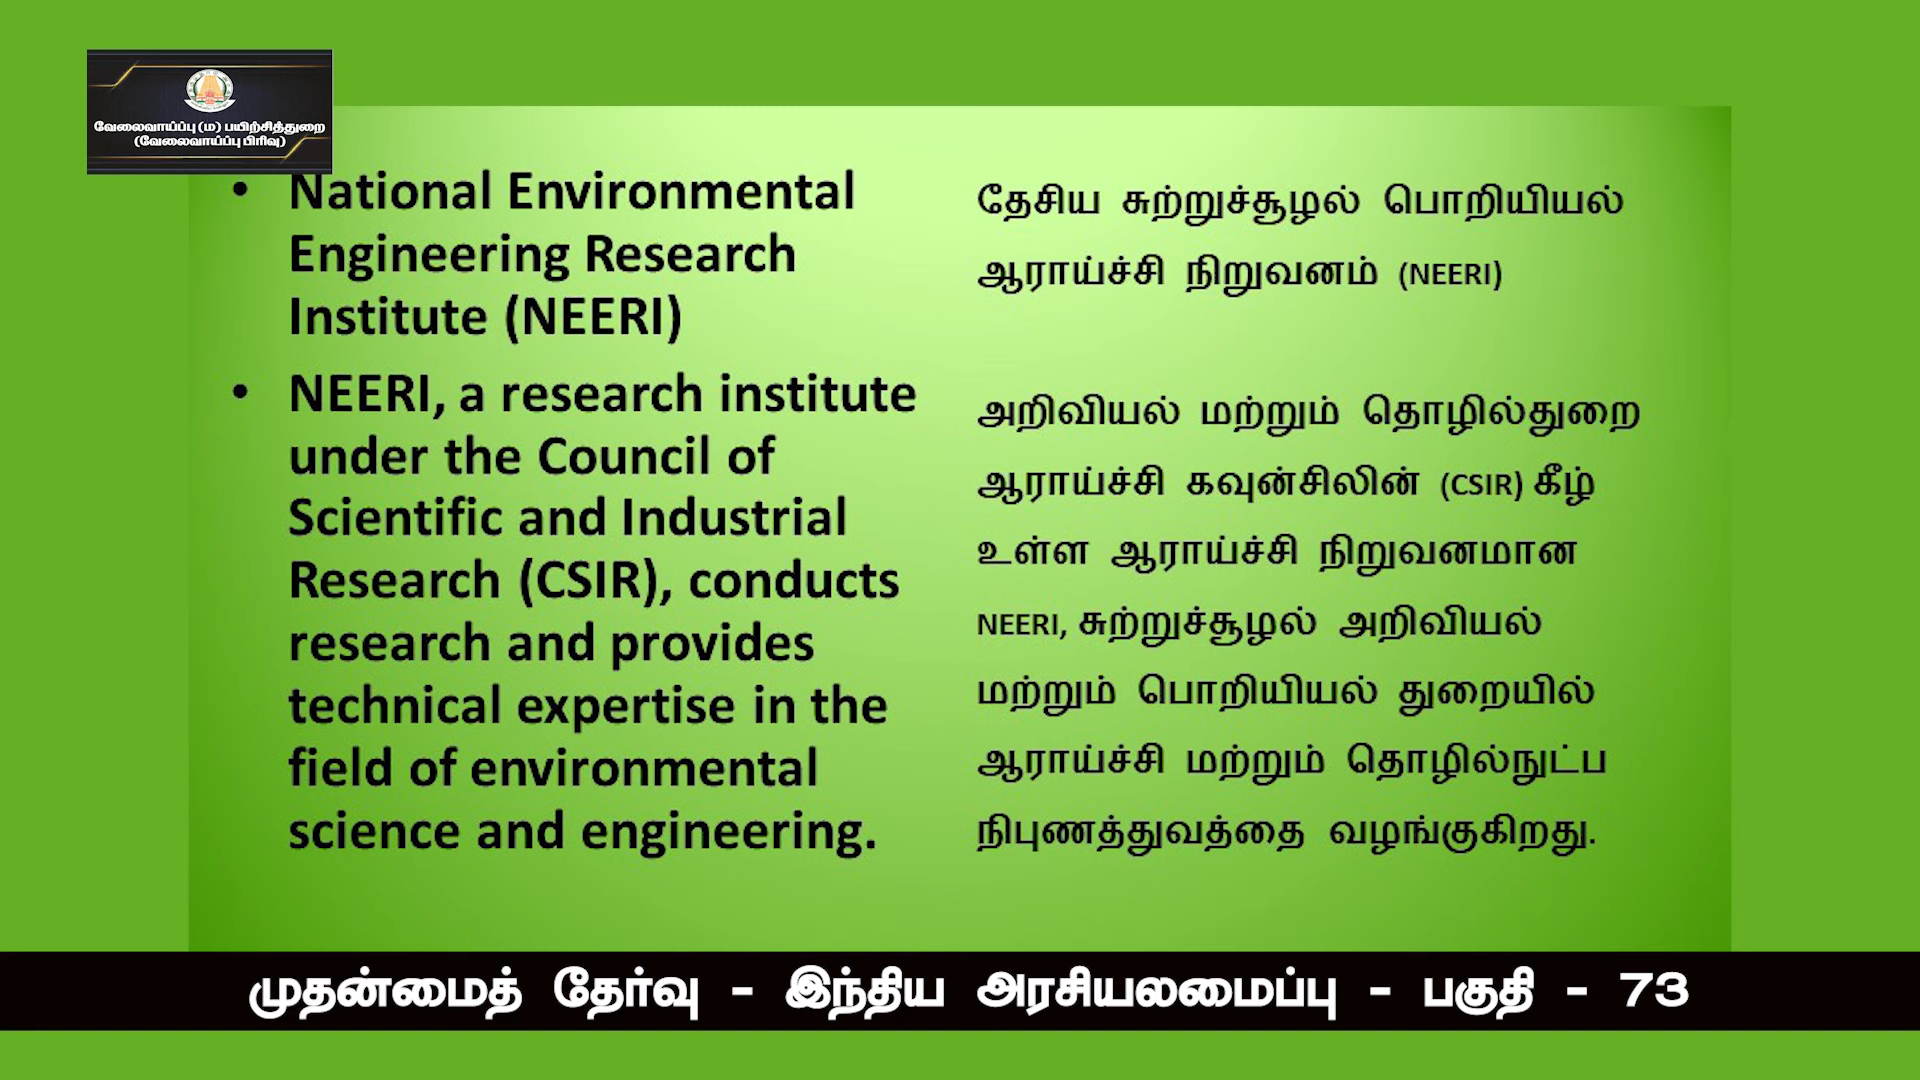 வேலைவாய்ப்பு (ம) பயிற்சித்துறை
(வேலைவாய்ப்பு பிரிவு)
• National Environmental
Engineering Research
Institute (NEERI)
• NEERI, a research institute
under the Council of
Scientific and Industrial
Research (CSIR), conducts
research and provides
technical expertise in the
field of environmental
science and engineering.
தேசிய சுற்றுச்சூழல் பொறியியல்
ஆராய்ச்சி நிறுவனம் (NEERI)
அறிவியல் மற்றும் தொழில்துறை
ஆராய்ச்சி கவுன்சிலின் (CSIR) கீழ்
உள்ள ஆராய்ச்சி நிறுவனமான
NEERI, சுற்றுச்சூழல் அறிவியல்
மற்றும் பொறியியல் துறையில்
ஆராய்ச்சி மற்றும் தொழில்நுட்ப
நிபுணத்துவத்தை வழங்குகிறது.
முதன்மைத் தேர்வு - இந்திய அரசியலமைப்பு - பகுதி - 73